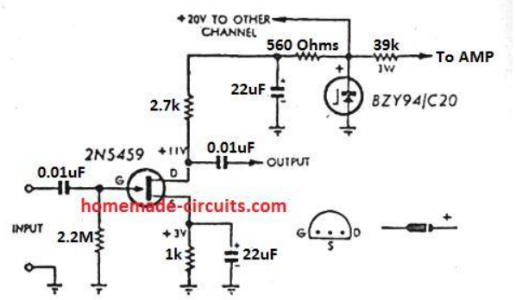 +20V TO OTHER
CHANNEL
560 Ohms
39k
1W
To AMP
+
22uF
+
-
BZY94/C20
2.7k
2N5459
+11V
0.01uF
OUTPUT
0.01uF
G
D
homemade-circuits.com
INPUT
2.2M
+3V
1k
+
22uF
-
G
S
D
+